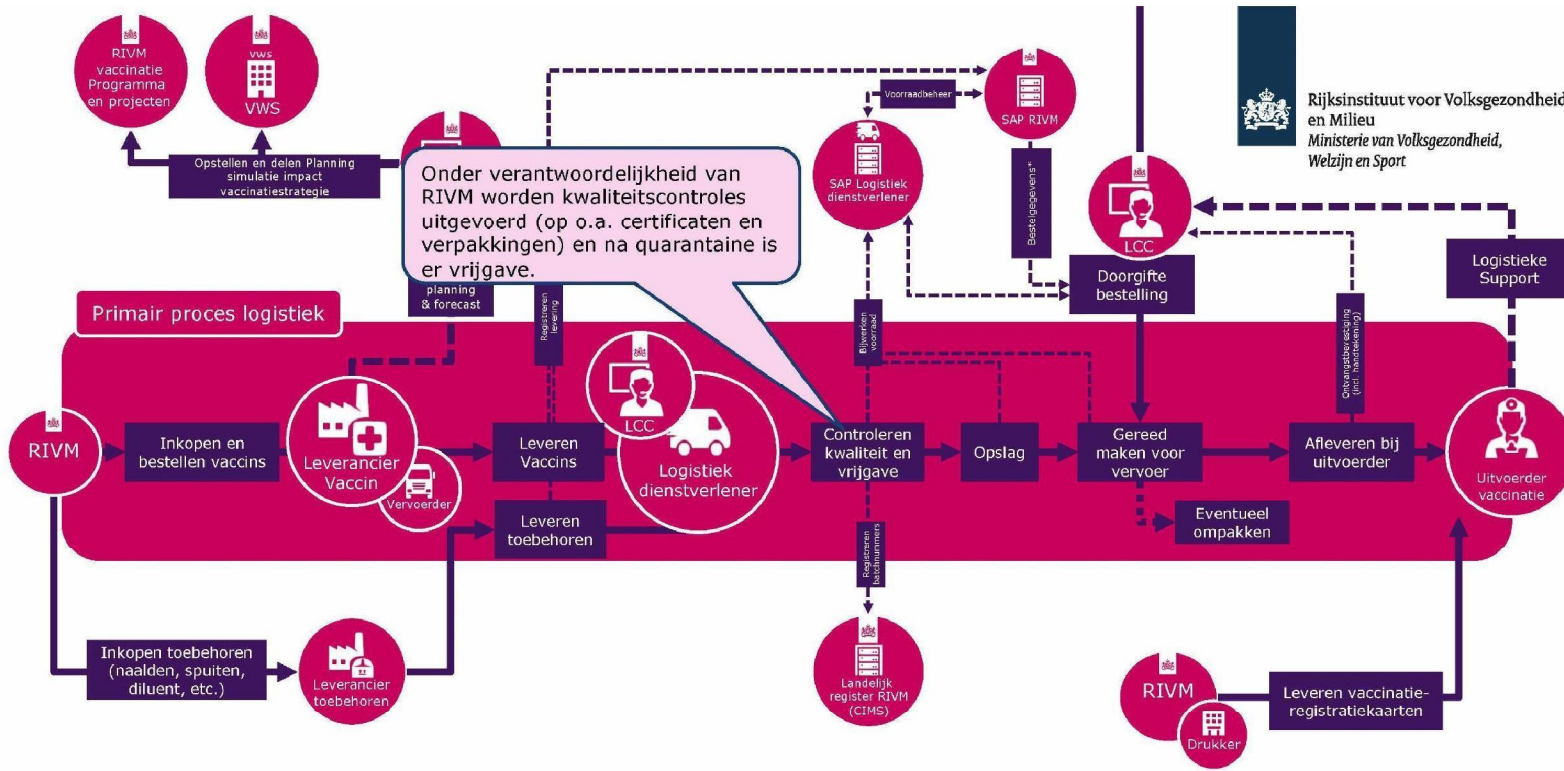 RIVM
vaccinatie
Programma
en projecten
vws
VWS
Opstellen en delen Planning
simulatie impact
vaccinatiestrategie
Voorraadbeheer
SAP RIVM
SAP Logistiek
dienstverlener
Rijksinstituut voor Volksgezondheid
en Milieu
Ministerie van Volksgezondheid,
Welzijn en Sport
Onder verantwoordelijkheid van
RIVM worden kwaliteitscontroles
uitgevoerd (op o.a. certificaten en
verpakkingen) en na quarantaine is
er vrijgave.
Bestelgegevens*
LCC
Doorgifte
bestelling
Logistieke
Support
planning
& forecast
Primair proces logistiek
Registreren
levering
Bijwerken
voorraad
Ontvangstbevestiging
(incl. handtekening)
RIVM
Inkopen en
bestellen vaccins
Leverancier
Vaccin
Vervoerder
Leveren
Vaccins
LCC
Logistiek
dienstverlener
Controleren
kwaliteit en
vrijgave
Opslag
Gereed
maken voor
vervoer
Afleveren bij
uitvoerder
Uitvoerder
vaccinatie
Leveren
toebehoren
Eventueel
ompakken
Registreren
batchnummers
Inkopen toebehoren
(naalden, spuiten,
diluent, etc.)
Leverancier
toebehoren
Landelijk
register RIVM
(CIMS)
RIVM
Drukker
Leveren vaccinatie-
registratiekaarten